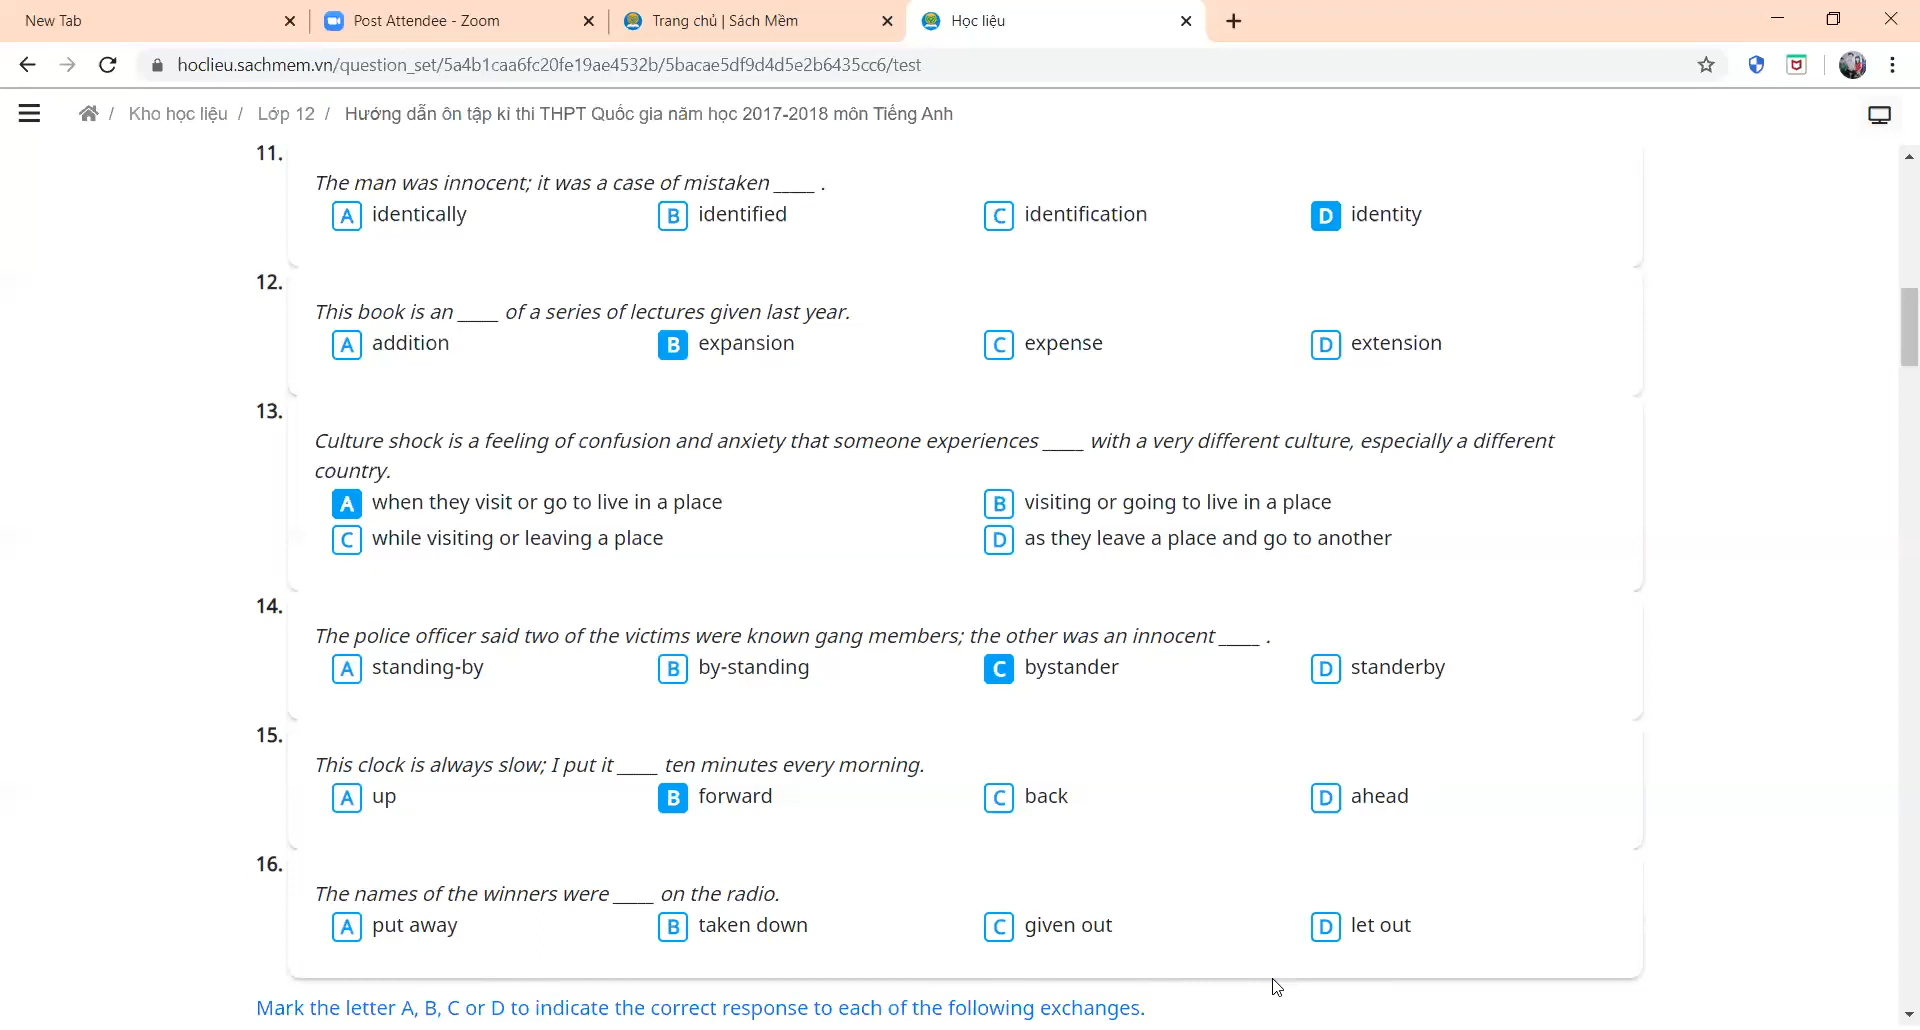 New Tab
Post Attendee - Zoom
Trang chủ | Sách Mềm
Học liệu
hoclieu.sachmem.vn/question_set/5a4b1caa6fc20fe19ae4532b/5bacae5df9d4d5e2b6435cc6/test
/ Kho học liệu / Lớp 12 / Hướng dẫn ôn tập kì thi THPT Quốc gia năm học 2017-2018 môn Tiếng Anh
11.
The man was innocent; it was a case of mistaken ____ .
A identically B identified C identification D identity
12.
This book is an ____ of a series of lectures given last year.
A addition B expansion C expense D extension
13.
Culture shock is a feeling of confusion and anxiety that someone experiences ____ with a very different culture, especially a different
country.
A when they visit or go to live in a place B visiting or going to live in a place
C while visiting or leaving a place D as they leave a place and go to another
14.
The police officer said two of the victims were known gang members; the other was an innocent ____ .
A standing-by B by-standing C bystander D standerby
15.
This clock is always slow; I put it ____ ten minutes every morning.
A up B forward C back D ahead
16.
The names of the winners were ____ on the radio.
A put away B taken down C given out D let out
Mark the letter A, B, C or D to indicate the correct response to each of the following exchanges.